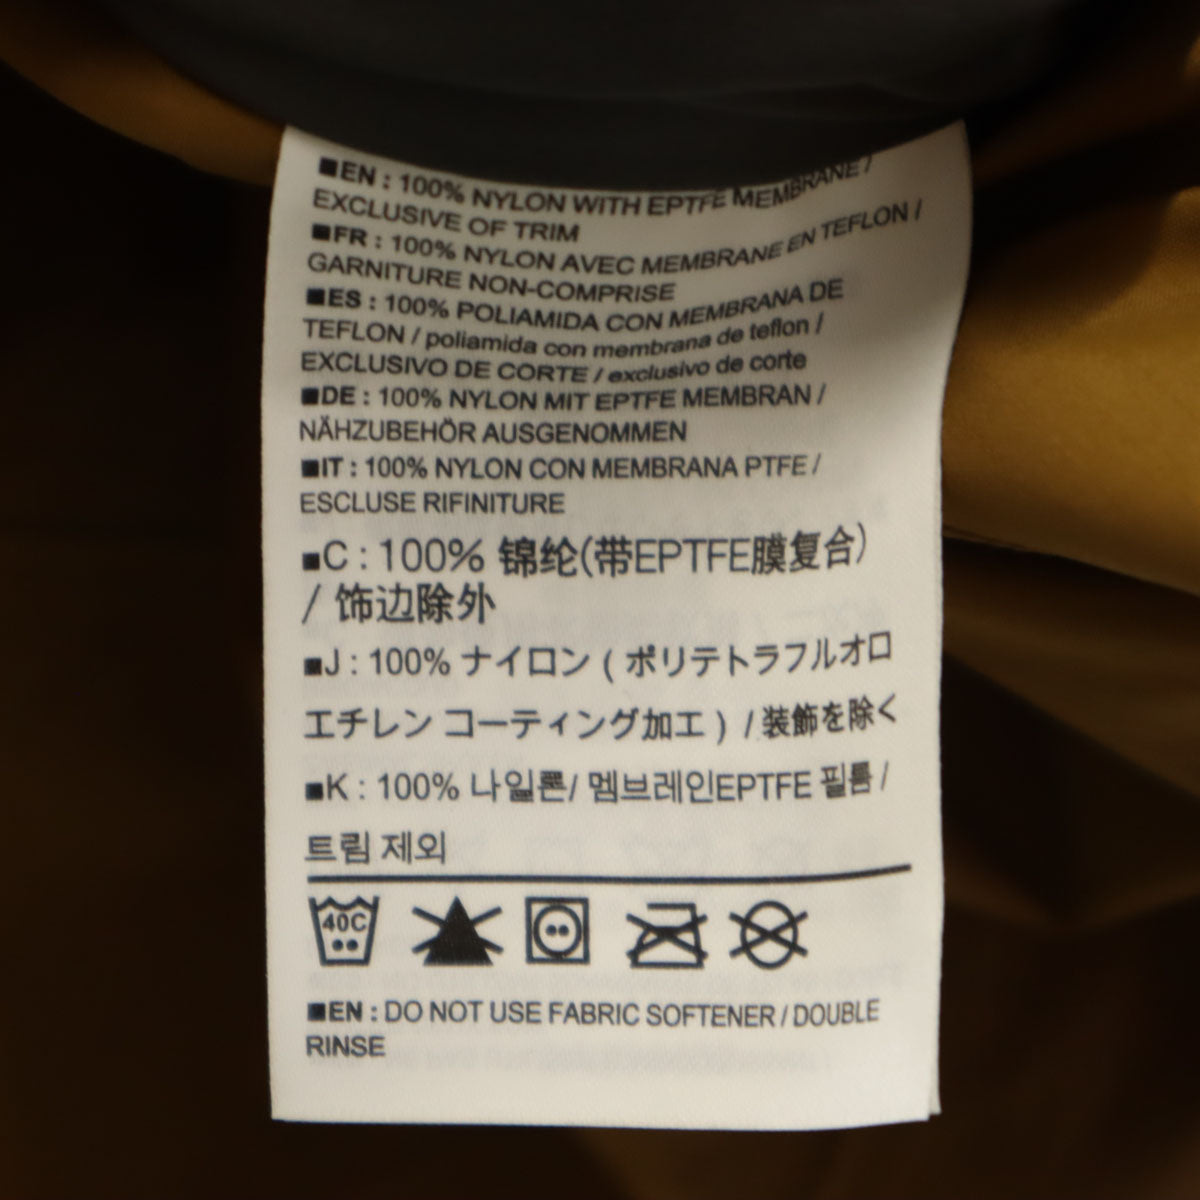 ■EN : 100% NYLON WITH EPTFE MEMBRANE /
EXCLUSIVE OF TRIM
■FR : 100% NYLON AVEC MEMBRANE EN TEFLON /
GARNITURE NON-COMPRISE
■ES : 100% POLIAMIDA CON MEMBRANA DE
TEFLON / poliamida con membrana de teflon /
EXCLUSIVO DE CORTE / exclusivo de corte
■DE : 100% NYLON MIT EPTFE MEMBRAN /
NÄHZUBEHÖR AUSGENOMMEN
■IT : 100% NYLON CON MEMBRANA PTFE /
ESCLUSE RIFINITURE
■C : 100% 锦纶(带EPTFE膜复合)
/ 饰边除外
■J : 100% ナイロン ( ポリテトラフルオロ
エチレン コーティング加工 ) / 装飾を除く
■K : 100% 나일론/ 멤브레인EPTFE 필름 /
트림 제외
40C
■EN : DO NOT USE FABRIC SOFTENER / DOUBLE
RINSE